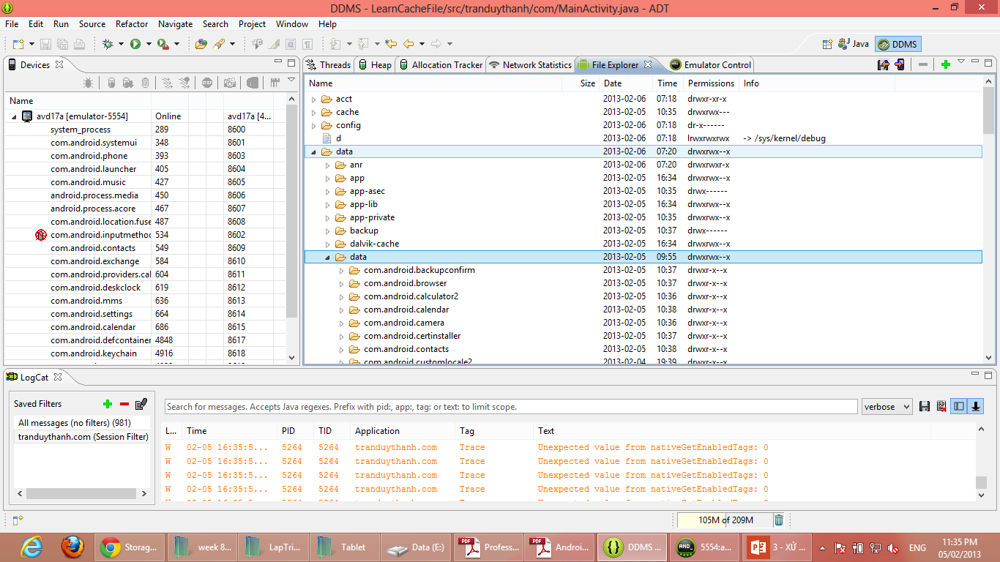 DDMS - LearnCacheFile/src/tranduythanh/com/MainActivity.java - ADT
File Edit Run Source Refactor Navigate Search Project Window Help
Java DDMS
Devices
Name
avd17a [emulator-5554] Online avd17a [4...
system_process 289 8600
com.android.systemui 348 8601
com.android.phone 393 8603
com.android.launcher 405 8604
com.android.music 427 8605
android.process.media 450 8606
android.process.acore 467 8607
com.android.location.fuse 487 8608
com.android.inputmethod 534 8602
com.android.contacts 549 8609
com.android.exchange 584 8610
com.android.providers.cal 604 8611
com.android.deskclock 619 8612
com.android.mms 636 8613
com.android.settings 664 8614
com.android.calendar 686 8615
com.android.defcontainer 4848 8617
com.android.keychain 4916 8618
Threads Heap Allocation Tracker Network Statistics File Explorer Emulator Control
Name Size Date Time Permissions Info
acct 2013-02-06 07:18 drwxr-xr-x
cache 2013-02-05 10:35 drwxrwx---
config 2013-02-06 07:18 dr-x------
d 2013-02-06 07:18 lrwxrwxrwx -> /sys/kernel/debug
data 2013-02-06 07:20 drwxrwx--x
anr 2013-02-06 07:20 drwxrwxr-x
app 2013-02-05 16:34 drwxrwx--x
app-asec 2013-02-05 10:35 drwx------
app-lib 2013-02-05 16:34 drwxrwx--x
app-private 2013-02-05 10:35 drwxrwx--x
backup 2013-02-05 10:37 drwx------
dalvik-cache 2013-02-05 16:34 drwxrwx--x
data 2013-02-05 09:55 drwxrwx--x
com.android.backupconfirm 2013-02-05 10:37 drwxr-x--x
com.android.browser 2013-02-05 10:37 drwxr-x--x
com.android.calculator2 2013-02-05 10:36 drwxr-x--x
com.android.calendar 2013-02-05 10:38 drwxr-x--x
com.android.camera 2013-02-05 10:36 drwxr-x--x
com.android.certinstaller 2013-02-05 10:37 drwxr-x--x
com.android.contacts 2013-02-05 10:38 drwxr-x--x
com.android.customlocale2 2013-02-04 19:39 drwxr-x--x
LogCat
Saved Filters
All messages (no filters) (981)
tranduythanh.com (Session Filter)
Search for messages. Accepts Java regexes. Prefix with pid:, app:, tag: or text: to limit scope. verbose
L... Time PID TID Application Tag Text
W 02-05 16:35:5... 5264 5264 tranduythanh.com Trace Unexpected value from nativeGetEnabledTags: 0
W 02-05 16:35:5... 5264 5264 tranduythanh.com Trace Unexpected value from nativeGetEnabledTags: 0
W 02-05 16:35:5... 5264 5264 tranduythanh.com Trace Unexpected value from nativeGetEnabledTags: 0
W 02-05 16:35:5... 5264 5264 tranduythanh.com Trace Unexpected value from nativeGetEnabledTags: 0
105M of 209M
Storag... week 8... LapTri... Tablet Data (E:) Profess... Androi... DDMS ... 5554:a... 3 - XỬ ... ENG
11:35 PM
05/02/2013